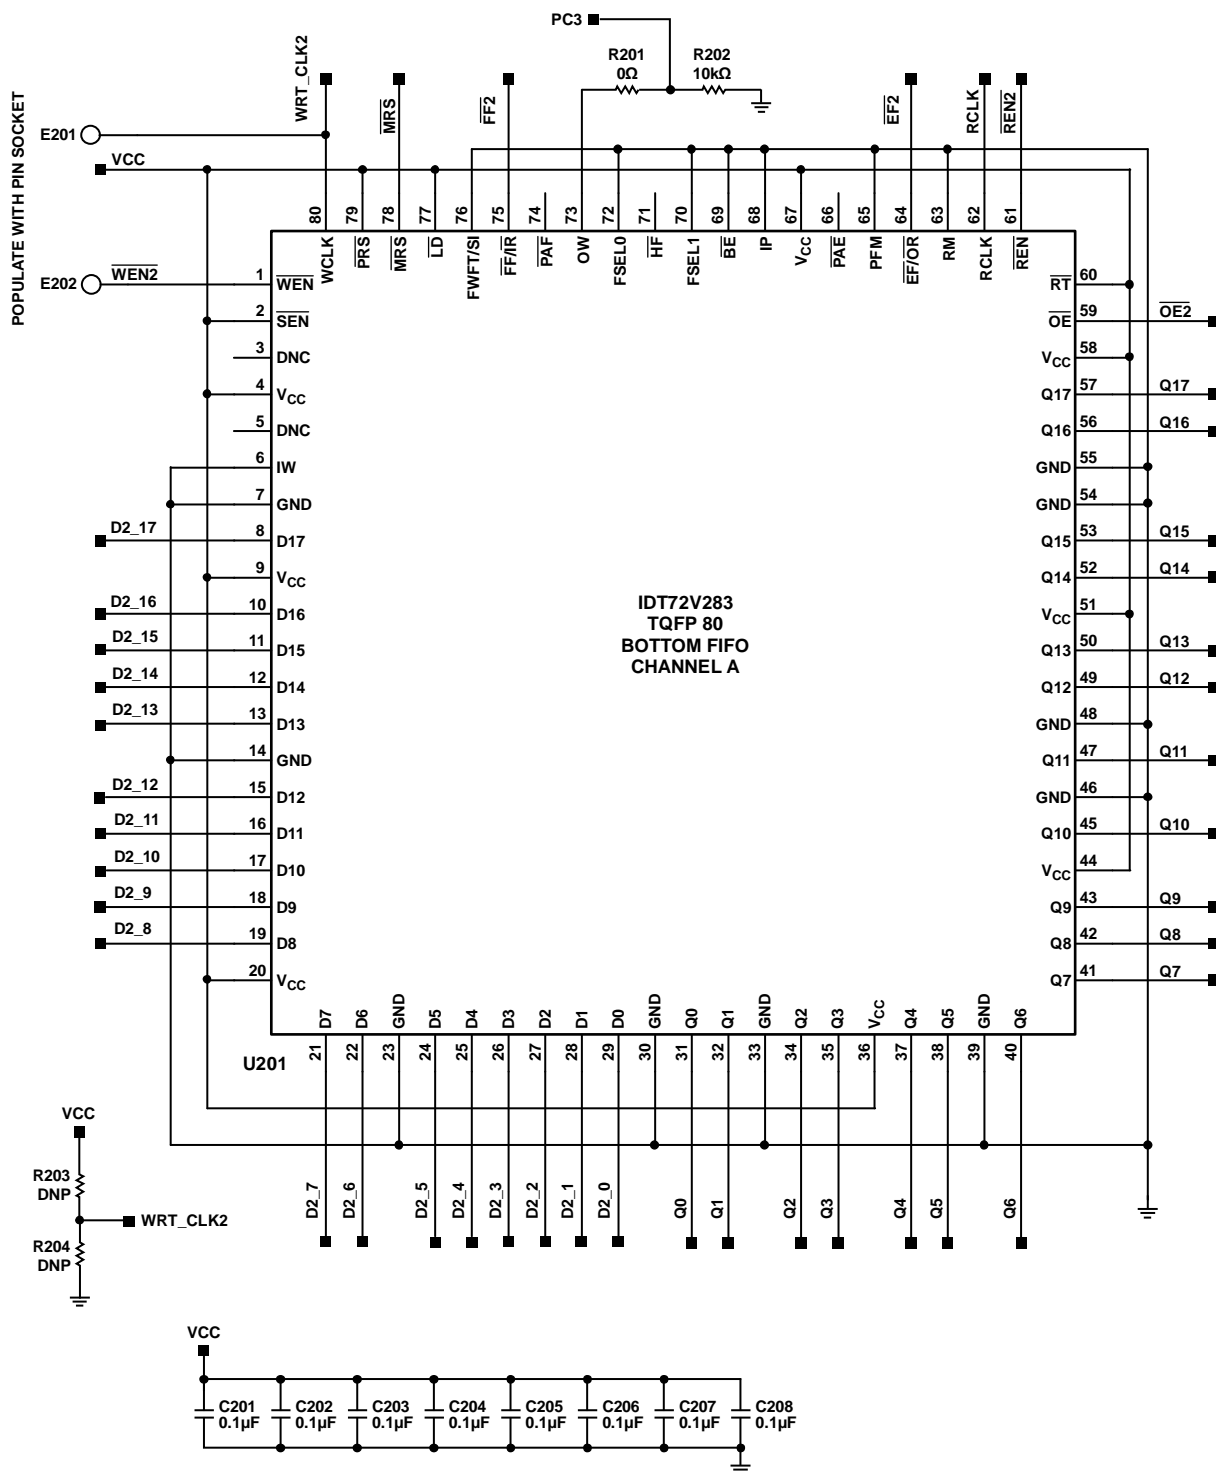 PC3
R201
0Ω
R202
10kΩ
WRT_CLK2
MRS
FF2
EF2
RCLK
REN2
E201
VCC
POPULATE WITH PIN SOCKET
80
79
78
77
76
75
74
73
72
71
70
69
68
67
66
65
64
63
62
61
WCLK
PRS
MRS
LD
FWFT/SI
FF/IR
PAF
OW
FSEL0
HF
FSEL1
BE
IP
VCC
PAE
PFM
EF/OR
RM
RCLK
REN
E202
WEN2
1 WEN
2 SEN
3 DNC
4 VCC
5 DNC
6 IW
7 GND
D2_17 8 D17
9 VCC
D2_16 10 D16
D2_15 11 D15
D2_14 12 D14
D2_13 13 D13
14 GND
D2_12 15 D12
D2_11 16 D11
D2_10 17 D10
D2_9 18 D9
D2_8 19 D8
20 VCC
IDT72V283
TQFP 80
BOTTOM FIFO
CHANNEL A
RT 60
OE 59 OE2
VCC 58
Q17 57 Q17
Q16 56 Q16
GND 55
GND 54
Q15 53 Q15
Q14 52 Q14
VCC 51
Q13 50 Q13
Q12 49 Q12
GND 48
Q11 47 Q11
GND 46
Q10 45 Q10
VCC 44
Q9 43 Q9
Q8 42 Q8
Q7 41 Q7
D7
D6
GND
D5
D4
D3
D2
D1
D0
GND
Q0
Q1
GND
Q2
Q3
VCC
Q4
Q5
GND
Q6
U201
21
22
23
24
25
26
27
28
29
30
31
32
33
34
35
36
37
38
39
40
D2_7
D2_6
D2_5
D2_4
D2_3
D2_2
D2_1
D2_0
Q0
Q1
Q2
Q3
Q4
Q5
Q6
VCC
R203
DNP
WRT_CLK2
R204
DNP
VCC
C201
0.1µF
C202
0.1µF
C203
0.1µF
C204
0.1µF
C205
0.1µF
C206
0.1µF
C207
0.1µF
C208
0.1µF